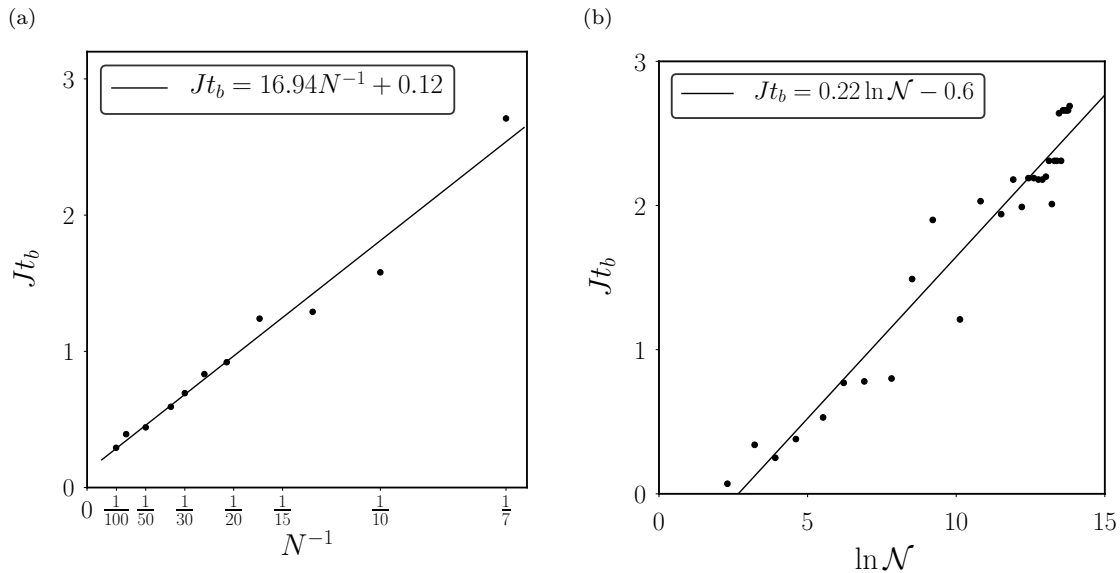 (a)
Jt_b = 16.94N^{-1} + 0.12
3
2
1
0
Jt_b
0 1/100 1/50 1/30 1/20 1/15 1/10 1/7
N^{-1}
(b)
Jt_b = 0.22 ln 𝒩 − 0.6
3
2
1
0
Jt_b
0 5 10 15
ln 𝒩